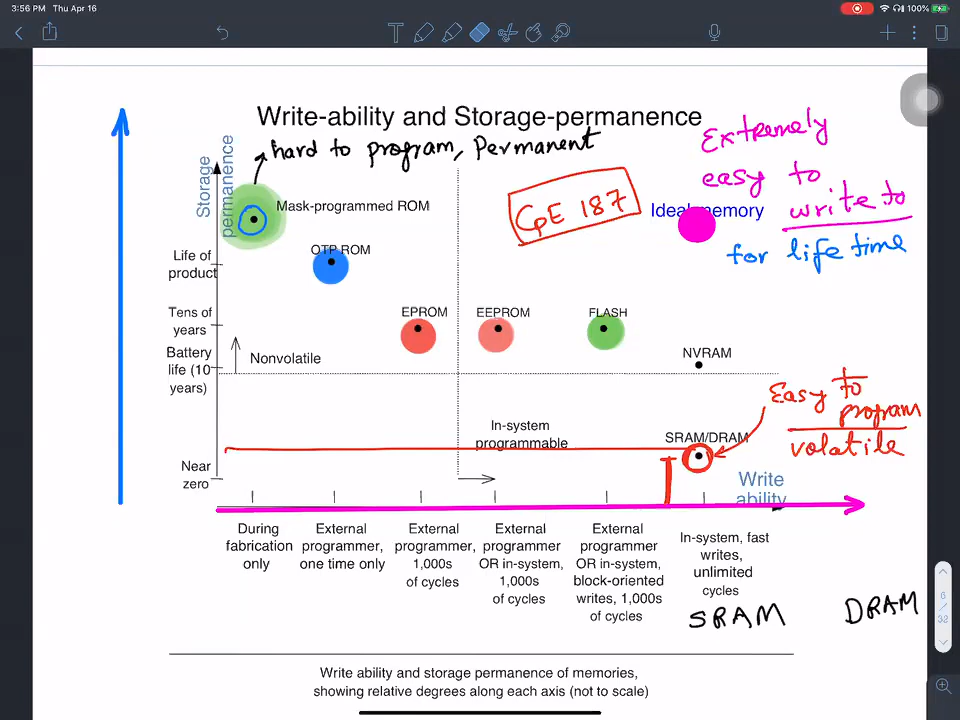 3:56 PM Thu Apr 16
100%
Write-ability and Storage-permanence
hard to program, Permanent
Extremely
easy to
write to
for life time
CpE 187
Storage
permanence
Mask-programmed ROM
Ideal memory
OTP ROM
Life of
product
EPROM
EEPROM
FLASH
Tens of
years
Battery
life (10
years)
Nonvolatile
NVRAM
Easy to
program
volatile
In-system
programmable
SRAM/DRAM
Near
zero
Write
ability
During
fabrication
only
External
programmer,
one time only
External
programmer,
1,000s
of cycles
External
programmer
OR in-system,
1,000s
of cycles
External
programmer
OR in-system,
block-oriented
writes, 1,000s
of cycles
In-system, fast
writes,
unlimited
cycles
SRAM
DRAM
6
/
33
Write ability and storage permanence of memories,
showing relative degrees along each axis (not to scale)